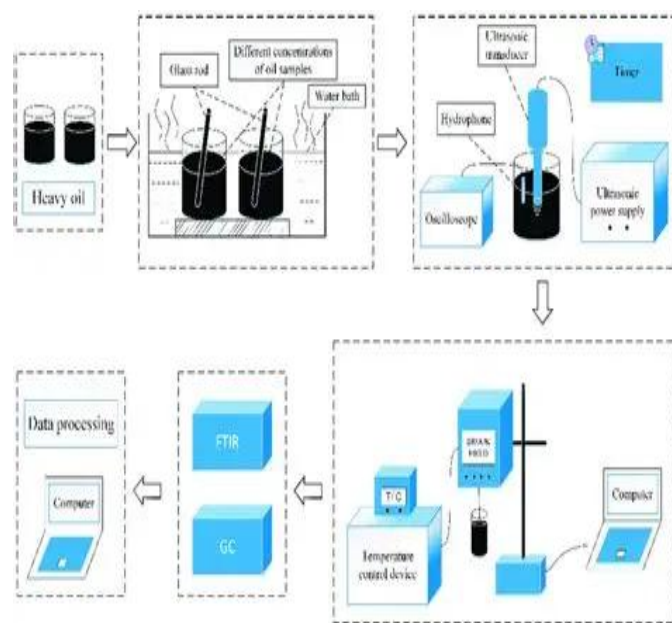 Heavy oil
Glass rod
Different concentrations
of oil samples
Water bath
Ultrasonic
transducer
Timer
Hydrophone
Oscilloscope
Ultrasonic
power supply
T/°C
Temperature
control device
Computer
FTIR
GC
Data processing
Computer